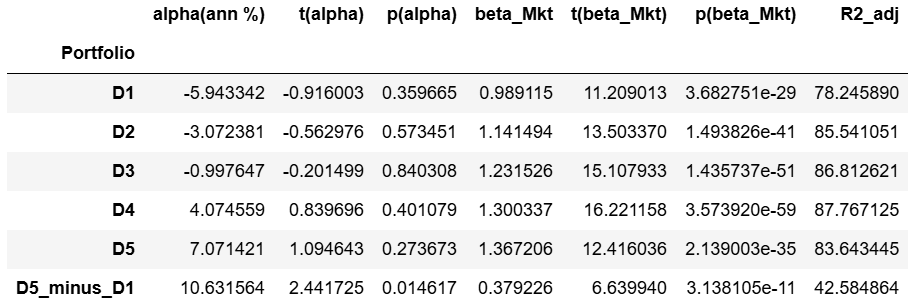 alpha(ann %) t(alpha) p(alpha) beta_Mkt t(beta_Mkt) p(beta_Mkt) R2_adj
Portfolio
D1 -5.943342 -0.916003 0.359665 0.989115 11.209013 3.682751e-29 78.245890
D2 -3.072381 -0.562976 0.573451 1.141494 13.503370 1.493826e-41 85.541051
D3 -0.997647 -0.201499 0.840308 1.231526 15.107933 1.435737e-51 86.812621
D4 4.074559 0.839696 0.401079 1.300337 16.221158 3.573920e-59 87.767125
D5 7.071421 1.094643 0.273673 1.367206 12.416036 2.139003e-35 83.643445
D5_minus_D1 10.631564 2.441725 0.014617 0.379226 6.639940 3.138105e-11 42.584864